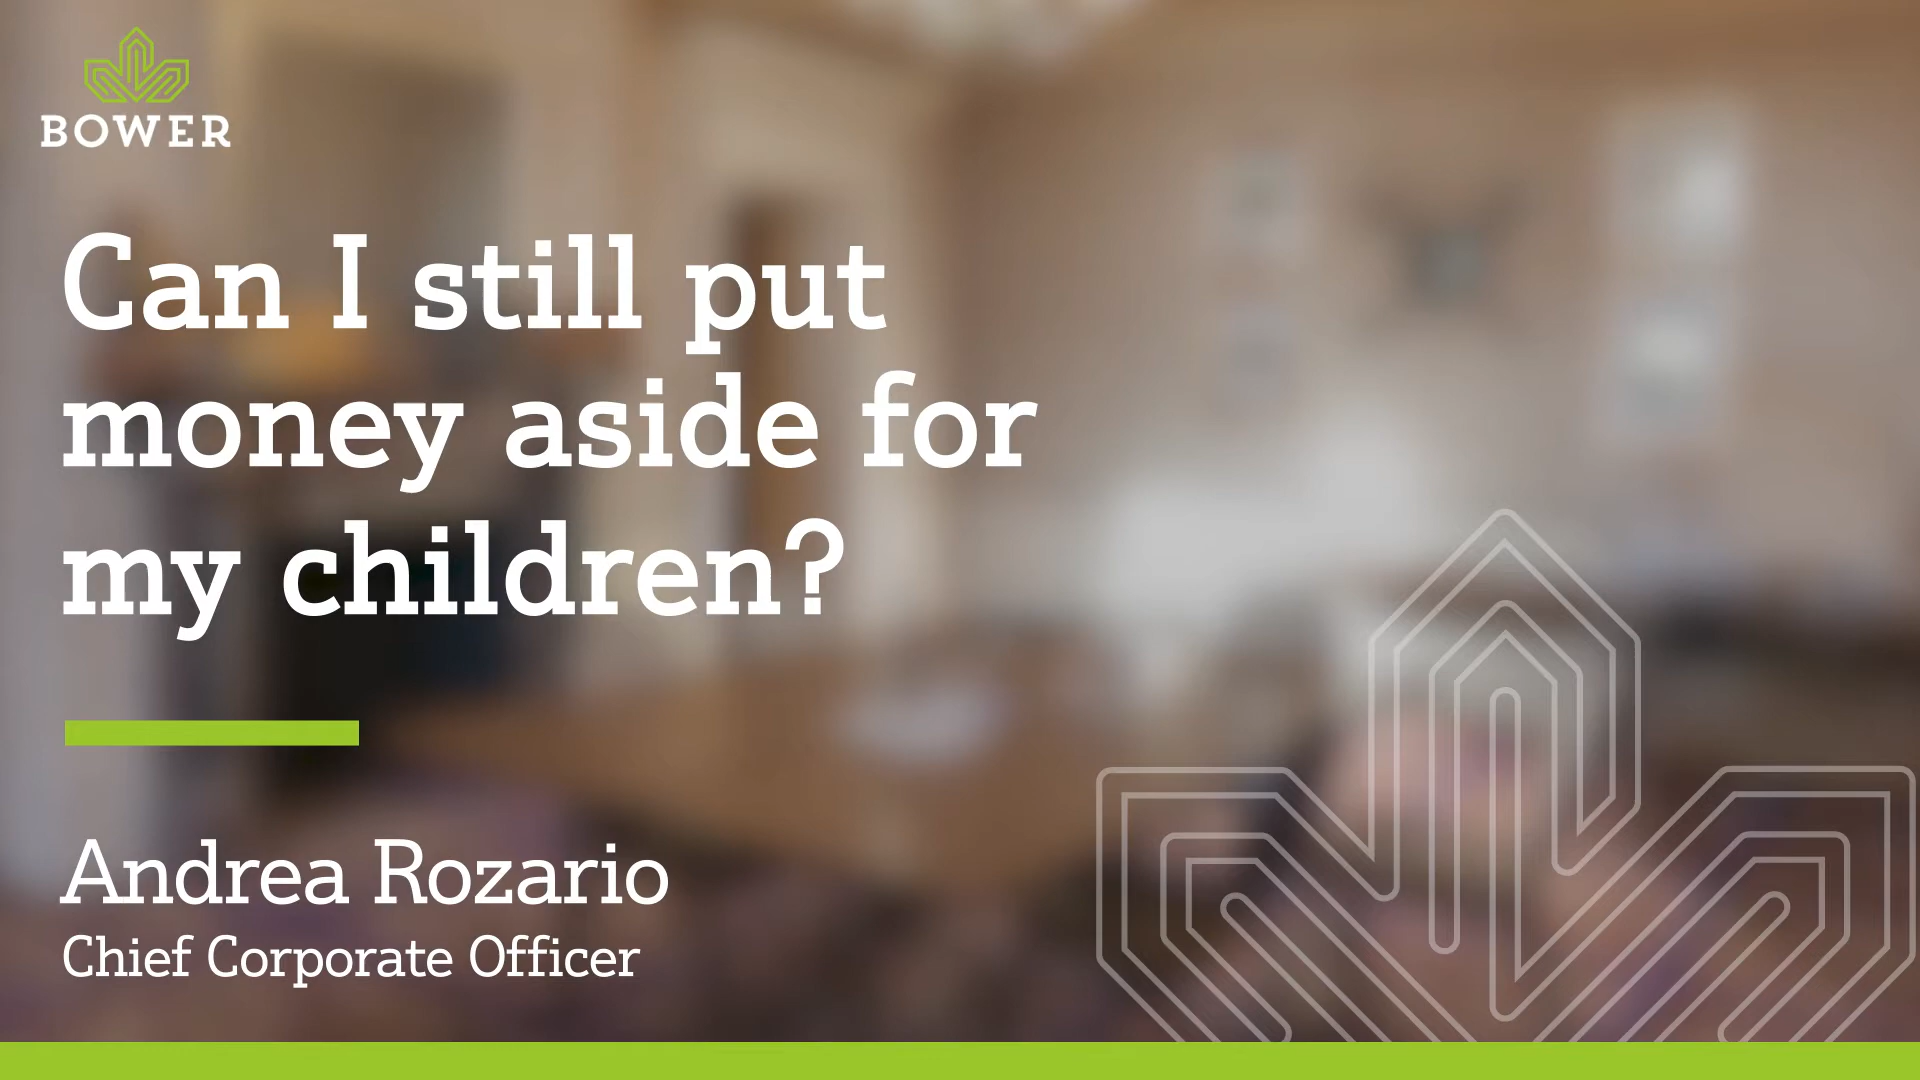 BOWER
Can I still put
money aside for
my children?
Andrea Rozario
Chief Corporate Officer